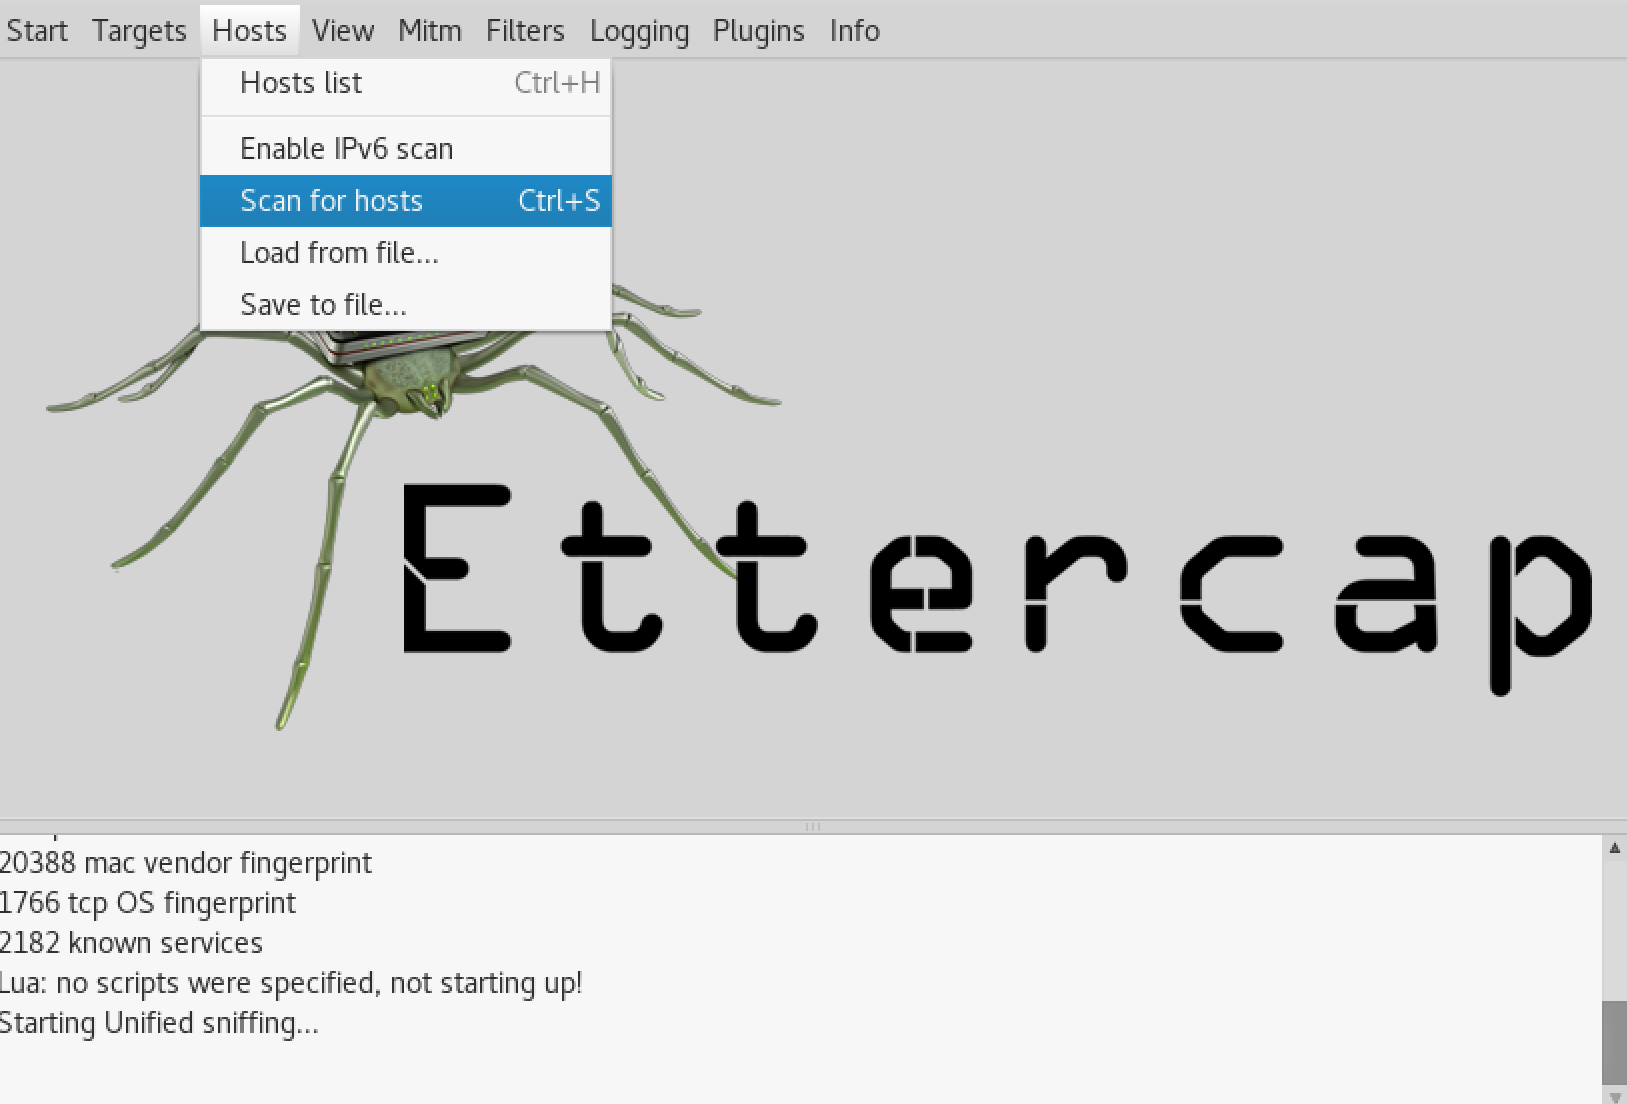 Start Targets Hosts View Mitm Filters Logging Plugins Info
Hosts list Ctrl+H
Enable IPv6 scan
Scan for hosts Ctrl+S
Load from file...
Save to file...
Ettercap
20388 mac vendor fingerprint
1766 tcp OS fingerprint
2182 known services
Lua: no scripts were specified, not starting up!
Starting Unified sniffing...